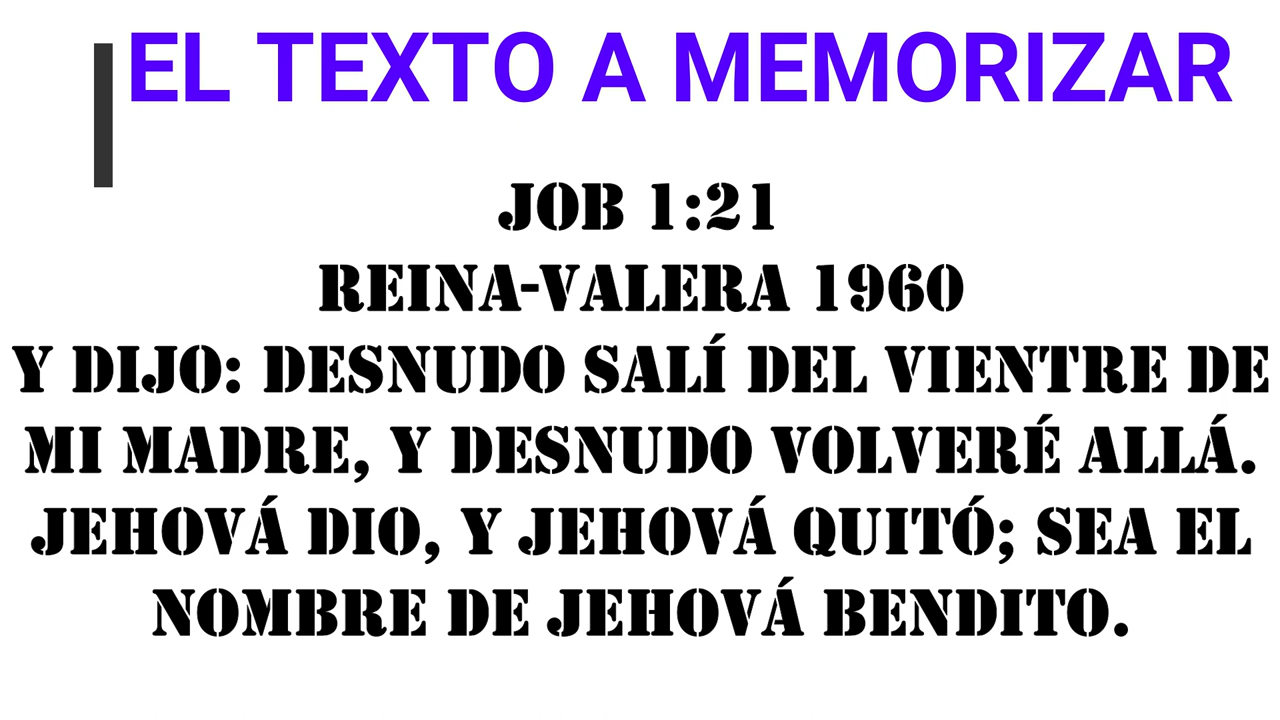 EL TEXTO A MEMORIZAR
JOB 1:21
REINA-VALERA 1960
Y DIJO: DESNUDO SALÍ DEL VIENTRE DE
MI MADRE, Y DESNUDO VOLVERÉ ALLÁ.
JEHOVÁ DIO, Y JEHOVÁ QUITÓ; SEA EL
NOMBRE DE JEHOVÁ BENDITO.